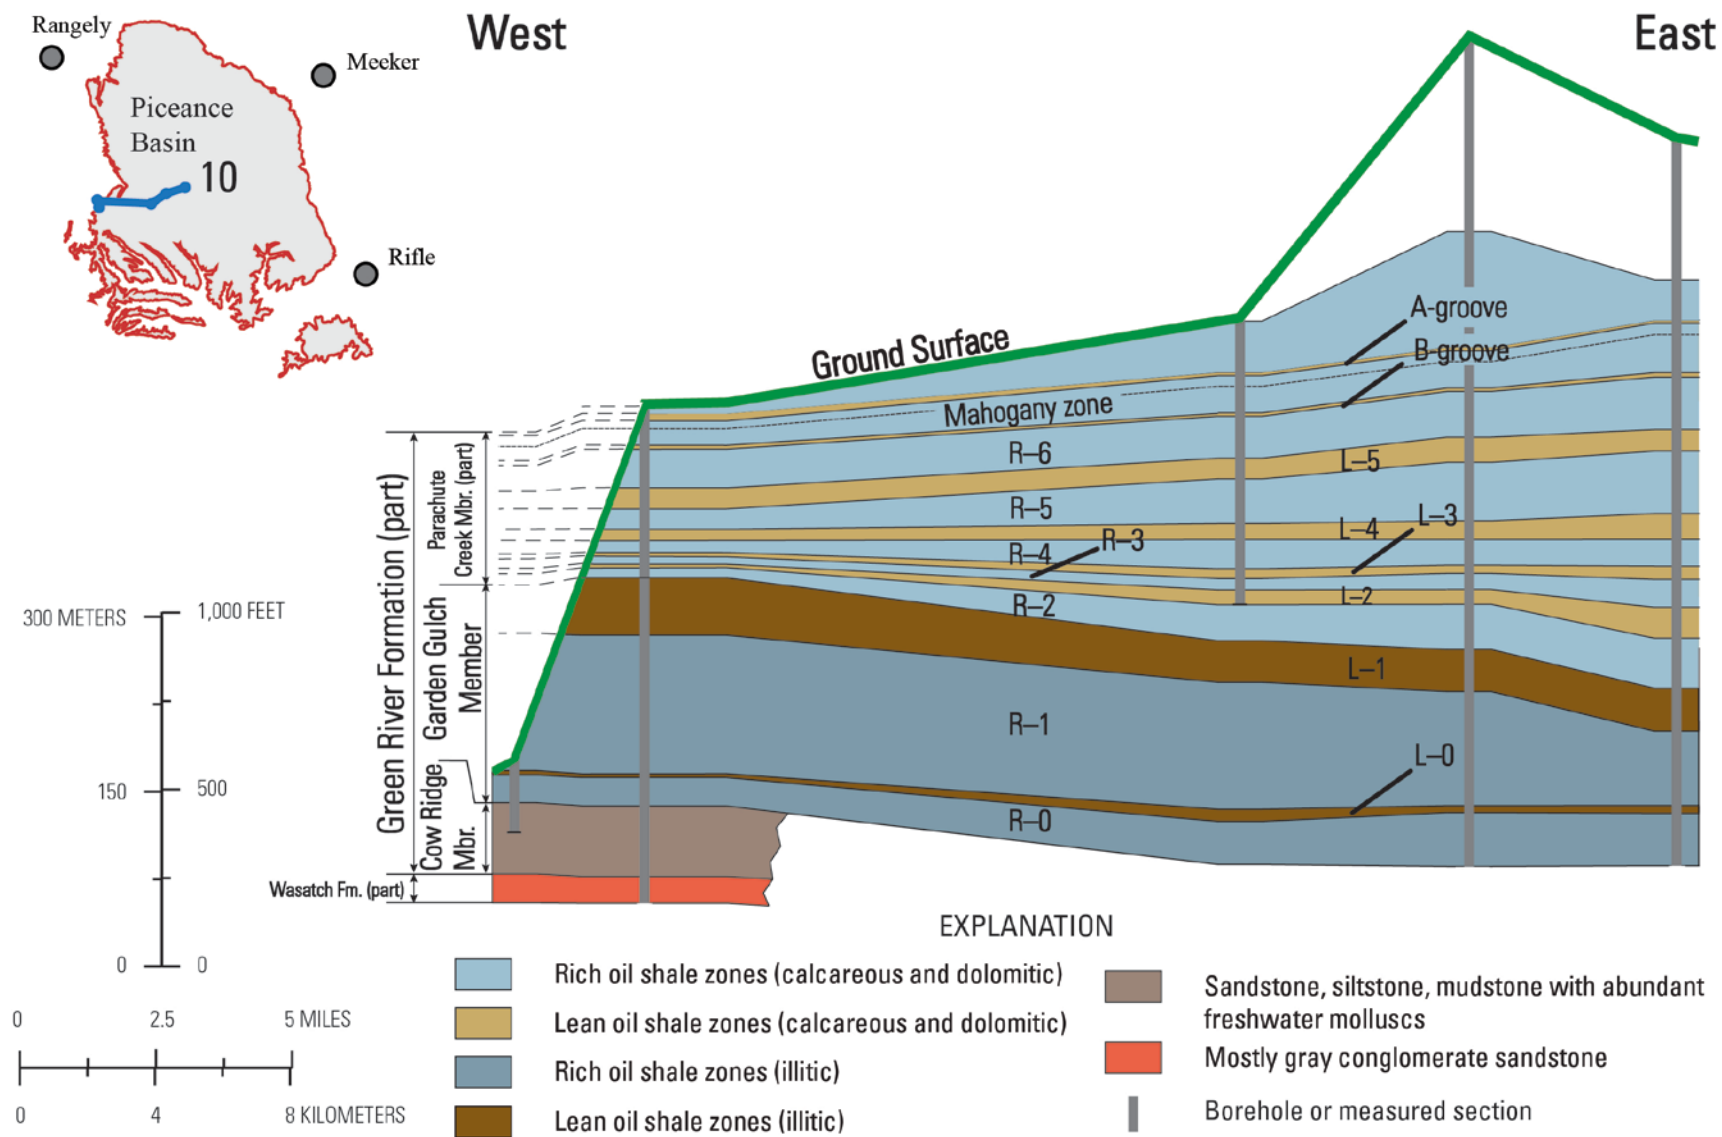 Rangely
Meeker
Piceance
Basin
10
Rifle
West
East
Ground Surface
A-groove
B-groove
Mahogany zone
R–6
L–5
R–5
L–3
L–4
R–3
R–4
L–2
R–2
L–1
R–1
L–0
R–0
Green River Formation (part)
Parachute
Creek Mbr. (part)
Garden Gulch
Member
Cow Ridge
Mbr.
Wasatch Fm. (part)
300 METERS
1,000 FEET
150
500
0
0
0
2.5
5 MILES
0
4
8 KILOMETERS
EXPLANATION
Rich oil shale zones (calcareous and dolomitic)
Lean oil shale zones (calcareous and dolomitic)
Rich oil shale zones (illitic)
Lean oil shale zones (illitic)
Sandstone, siltstone, mudstone with abundant
freshwater molluscs
Mostly gray conglomerate sandstone
Borehole or measured section